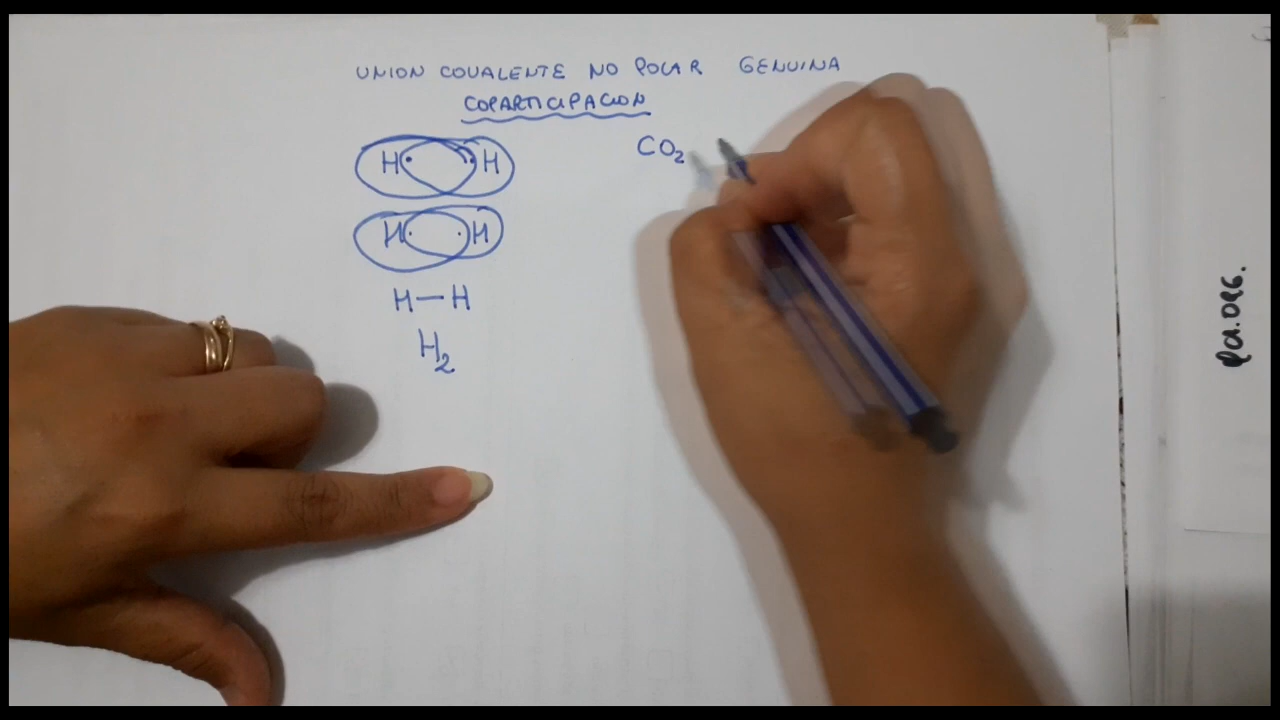 UNION COVALENTE NO POLAR GENUINA
COPARTICIPACION
H H
H H
H—H
H₂
CO₂